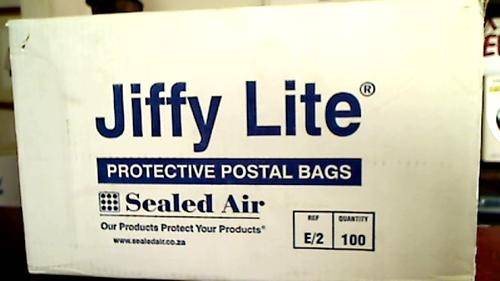 Jiffy Lite®
PROTECTIVE POSTAL BAGS
Sealed Air
Our Products Protect Your Products®
www.sealedair.co.za
REF QUANTITY
E/2 100